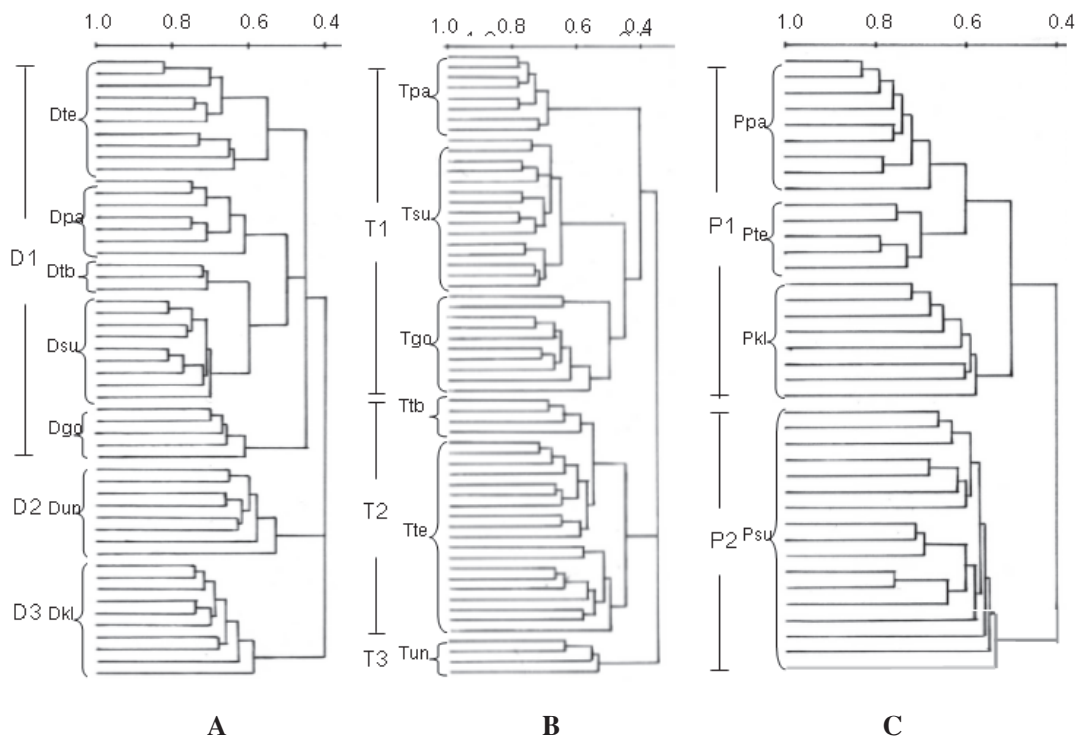 1.0 0.8 0.6 0.4
Dte
Dpa
D1
Dtb
Dsu
Dgo
D2 Dun
D3 Dkl
A
1.0 0.8 0.6 0.4
Tpa
Tsu
T1
Tgo
Ttb
T2
Tte
T3 Tun
B
1.0 0.8 0.6 0.4
Ppa
P1
Pte
Pkl
P2 Psu
C